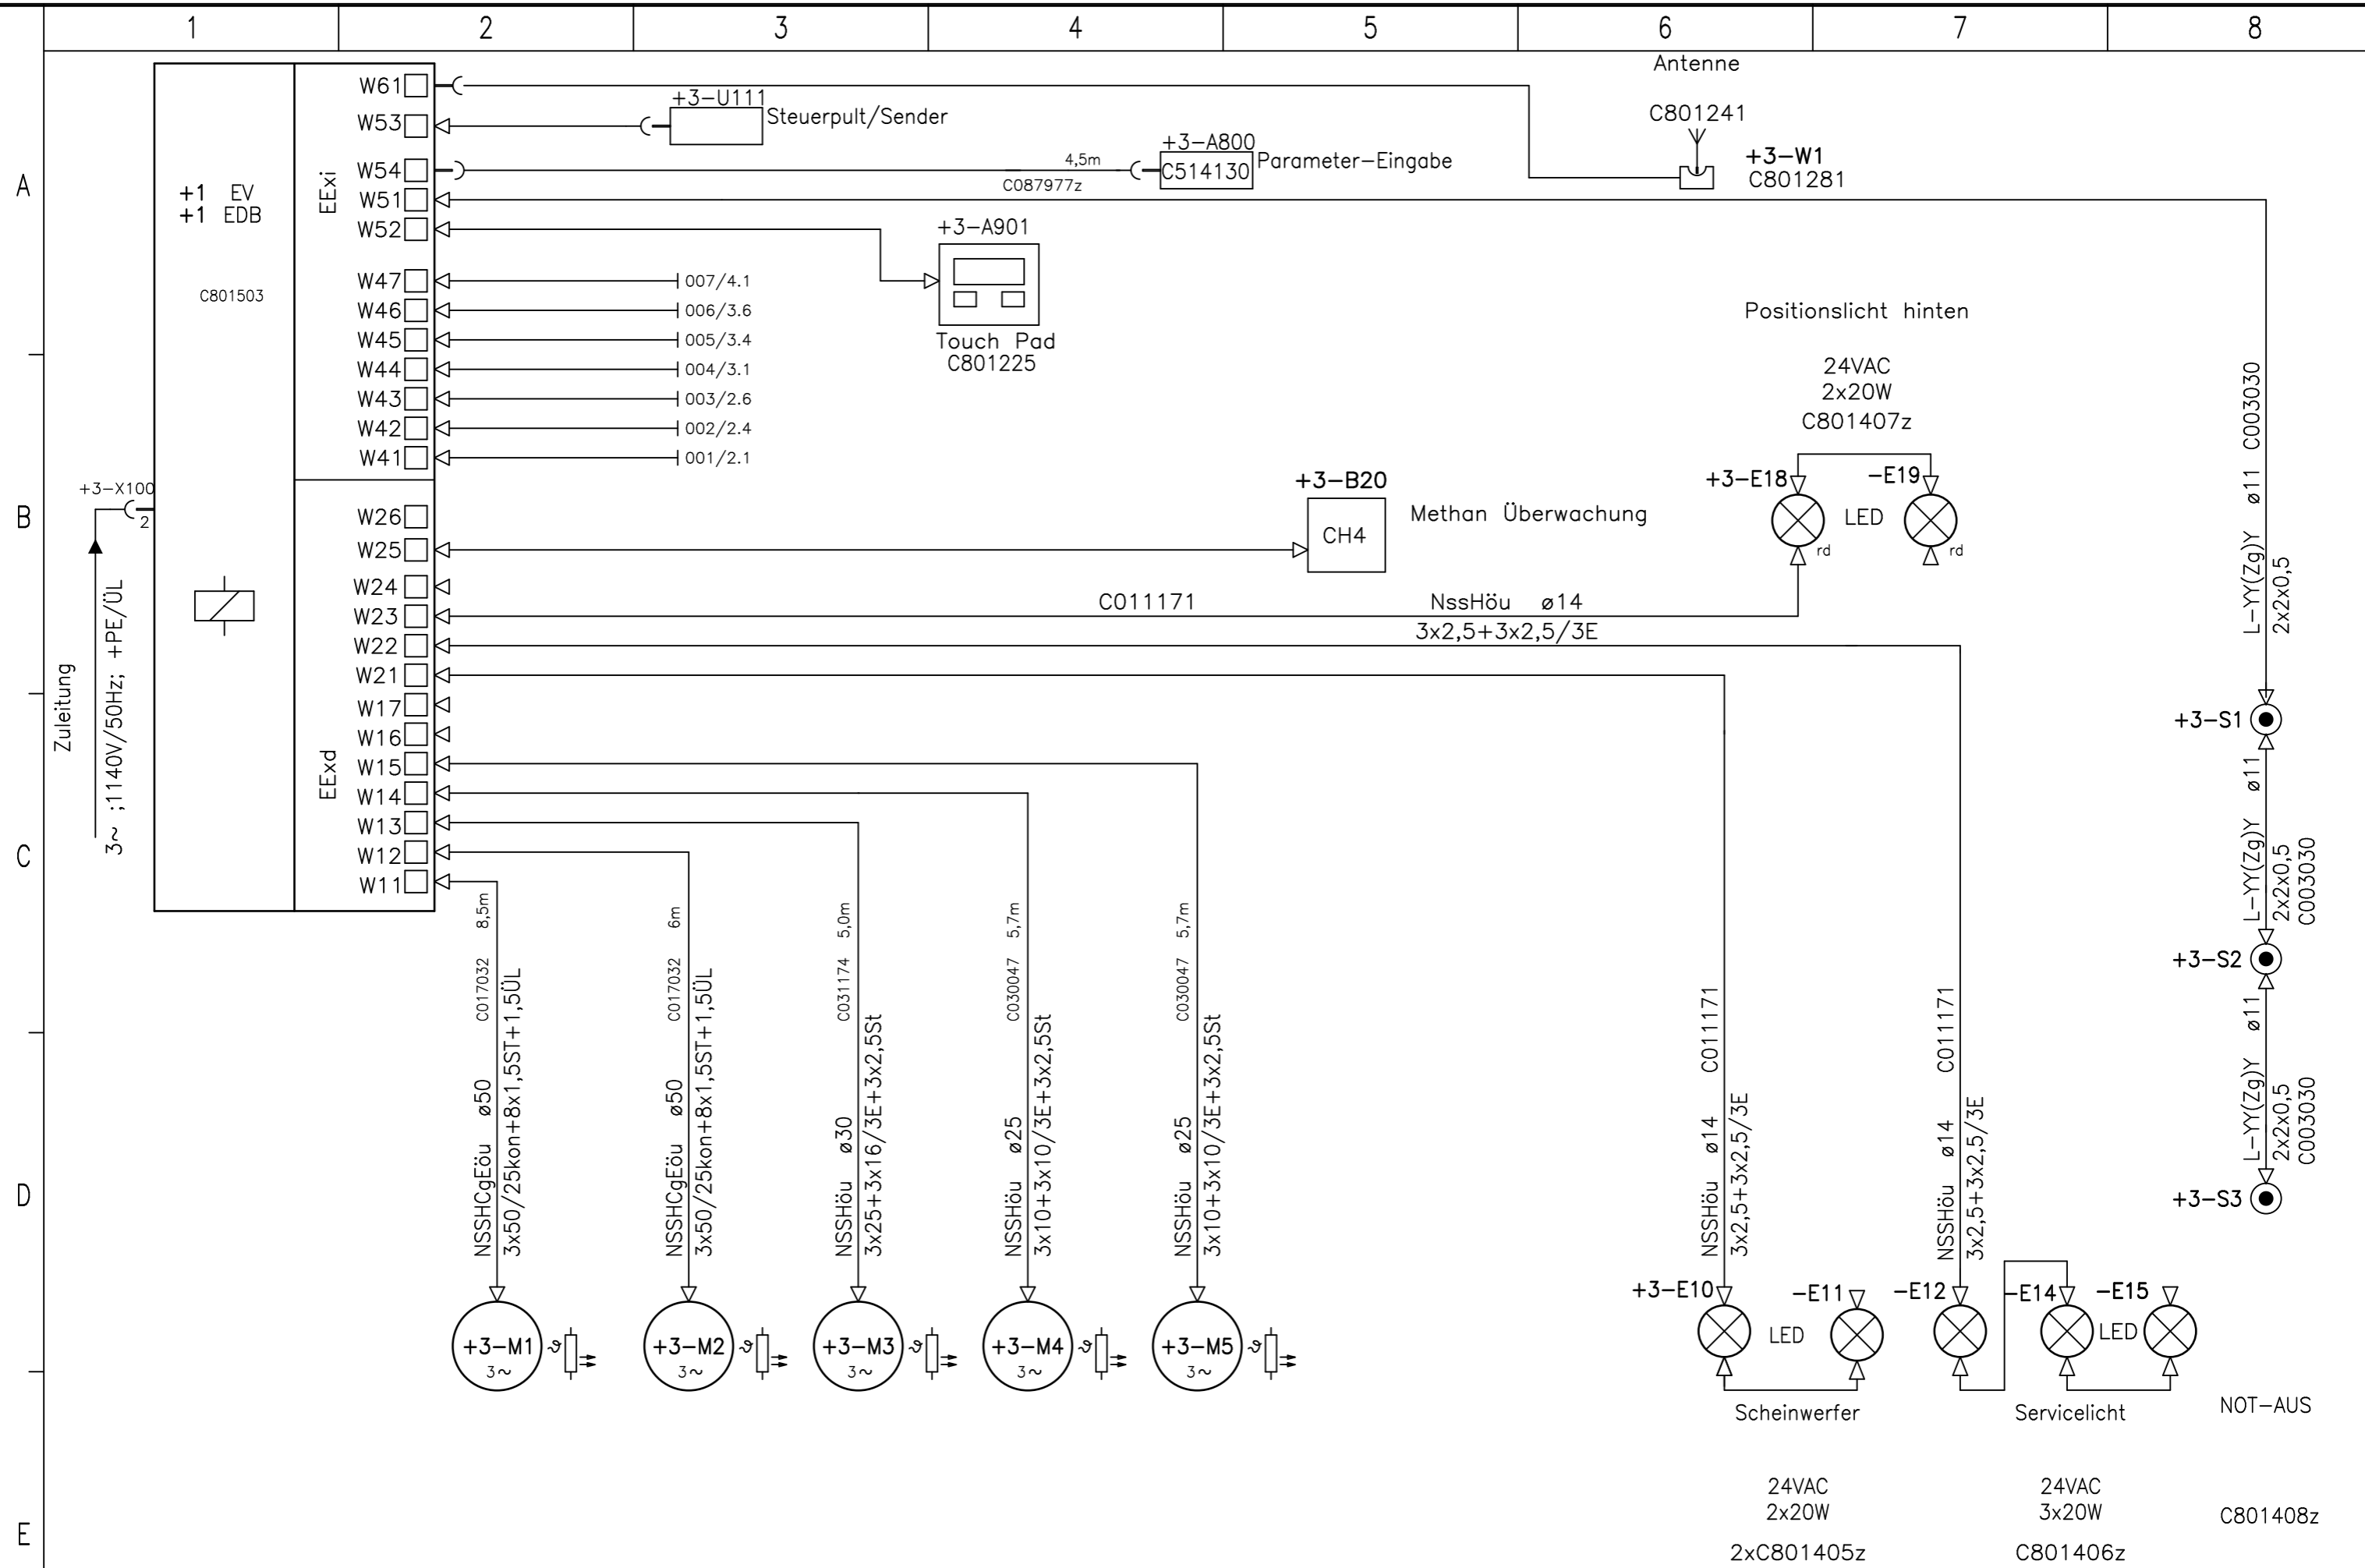 1 2 3 4 5 6 7 8
A
B
C
D
E
+1 EV
+1 EDB
C801503
EExi
EExd
+3-X100
2
Zuleitung
3~ ;1140V/50Hz; +PE/ÜL
W61
W53
W54
W51
W52
W47
W46
W45
W44
W43
W42
W41
W26
W25
W24
W23
W22
W21
W17
W16
W15
W14
W13
W12
W11
+3-U111
Steuerpult/Sender
4,5m
C087977z
+3-A800
C514130
Parameter-Eingabe
Antenne
C801241
+3-W1
C801281
+3-A901
Touch Pad
C801225
007/4.1
006/3.6
005/3.4
004/3.1
003/2.6
002/2.4
001/2.1
Positionslicht hinten
24VAC
2x20W
C801407z
+3-E18
-E19
LED
rd
rd
+3-B20
CH4
Methan Überwachung
C011171
NssHöu ø14
3x2,5+3x2,5/3E
L-YY(Zg)Y ø11 C003030
2x2x0,5
+3-S1
L-YY(Zg)Y ø11
2x2x0,5
C003030
+3-S2
L-YY(Zg)Y ø11
2x2x0,5
C003030
+3-S3
NSSHCgEöu ø50 C017032 8,5m
3x50/25kon+8x1,5ST+1,5ÜL
NSSHCgEöu ø50 C017032 6m
3x50/25kon+8x1,5ST+1,5ÜL
NSSHöu ø30 C031174 5,0m
3x25+3x16/3E+3x2,5St
NSSHöu ø25 C030047 5,7m
3x10+3x10/3E+3x2,5St
NSSHöu ø25 C030047 5,7m
3x10+3x10/3E+3x2,5St
NSSHöu ø14 C011171
3x2,5+3x2,5/3E
NSSHöu ø14 C011171
3x2,5+3x2,5/3E
+3-M1
3~
ϑ
+3-M2
3~
ϑ
+3-M3
3~
ϑ
+3-M4
3~
ϑ
+3-M5
3~
ϑ
+3-E10
LED
-E11
-E12
-E14
LED
-E15
Scheinwerfer
Servicelicht
NOT-AUS
24VAC
2x20W
2xC801405z
24VAC
3x20W
C801406z
C801408z